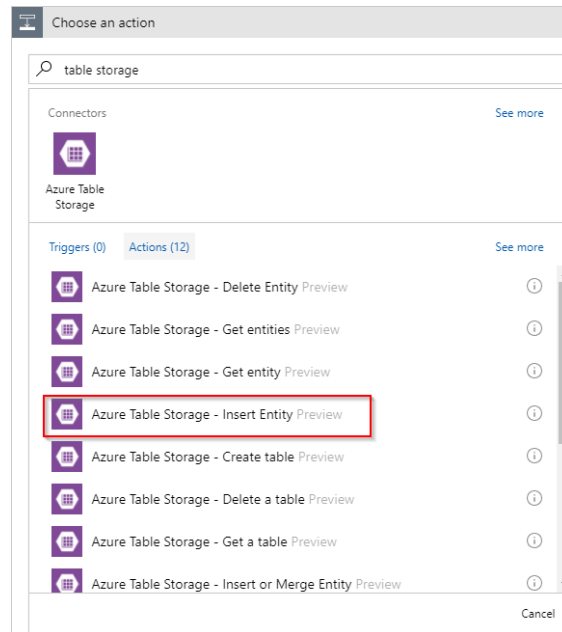 Choose an action
table storage
Connectors
See more
Azure Table
Storage
Triggers (0)
Actions (12)
See more
Azure Table Storage - Delete Entity Preview
Azure Table Storage - Get entities Preview
Azure Table Storage - Get entity Preview
Azure Table Storage - Insert Entity Preview
Azure Table Storage - Create table Preview
Azure Table Storage - Delete a table Preview
Azure Table Storage - Get a table Preview
Azure Table Storage - Insert or Merge Entity Preview
Cancel